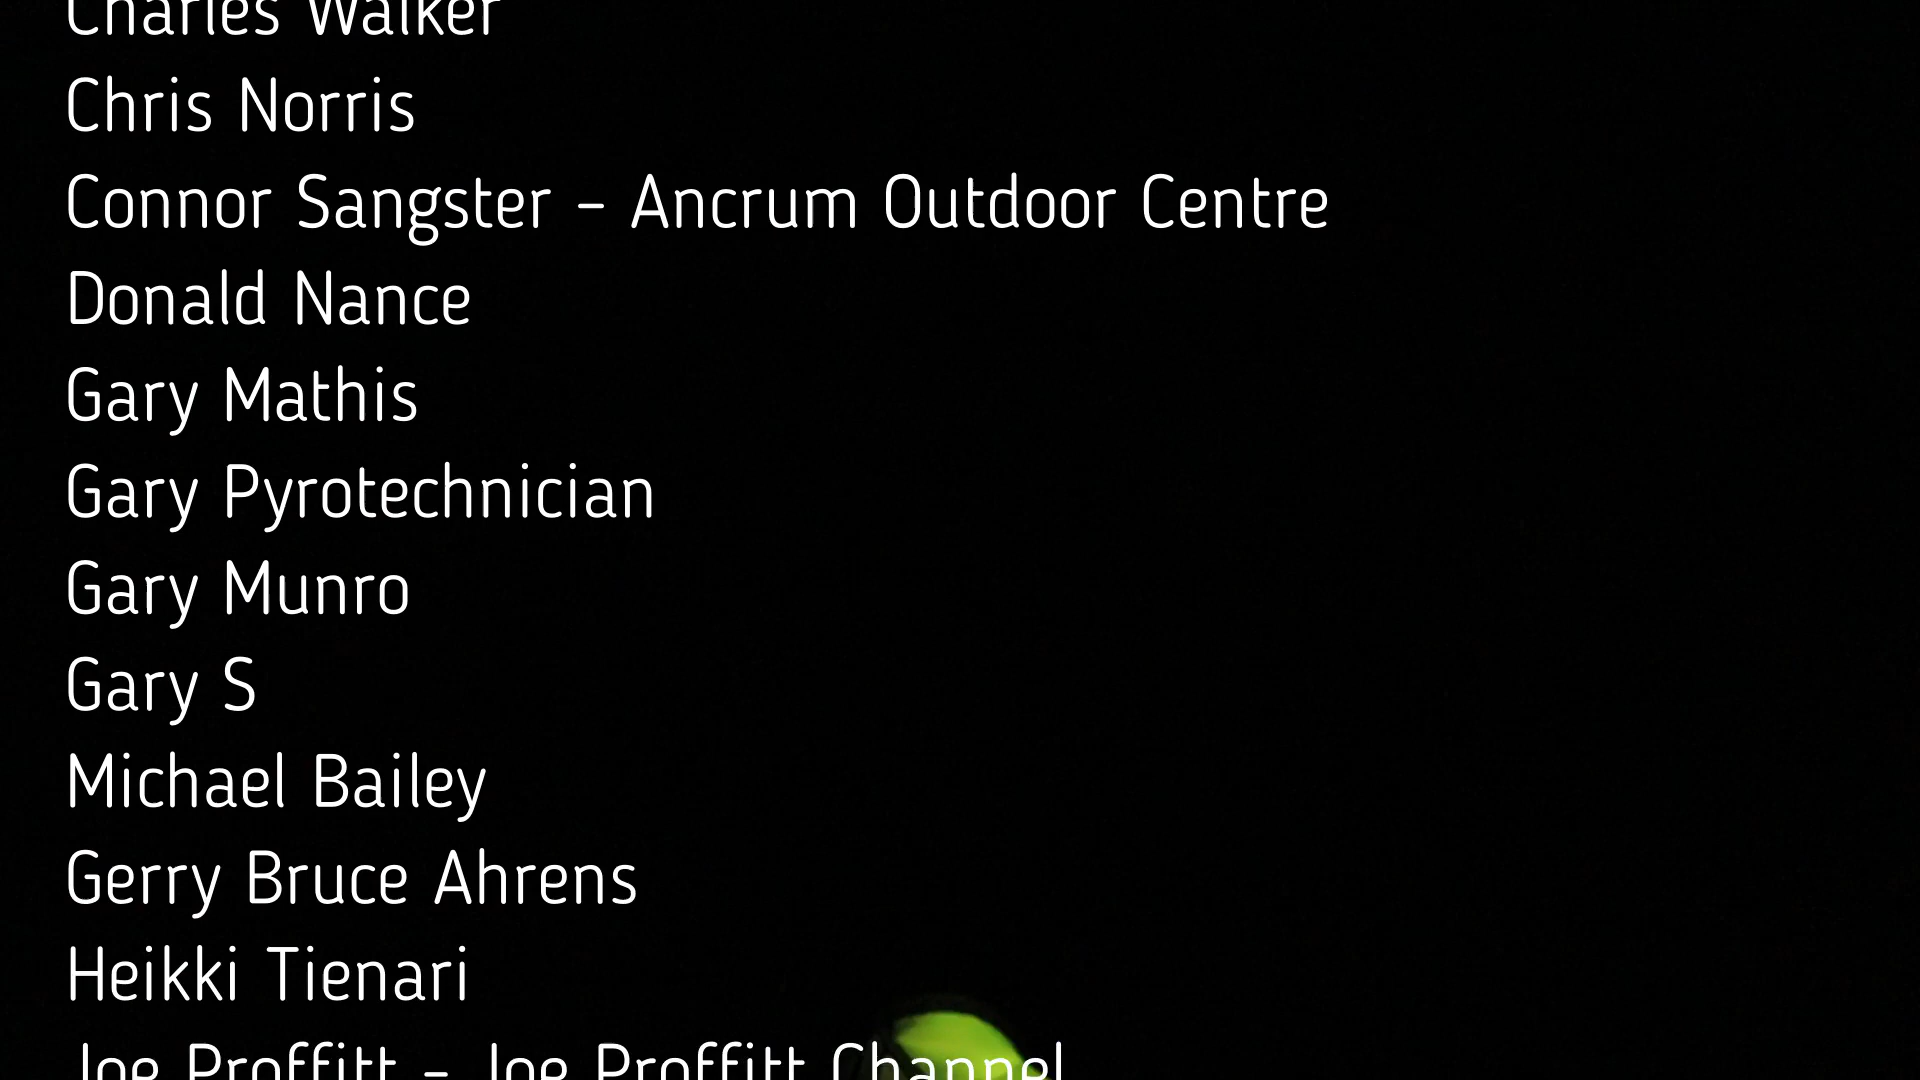 Charles Walker
Chris Norris
Connor Sangster - Ancrum Outdoor Centre
Donald Nance
Gary Mathis
Gary Pyrotechnician
Gary Munro
Gary S
Michael Bailey
Gerry Bruce Ahrens
Heikki Tienari
Joe Proffitt - Joe Proffitt Channel